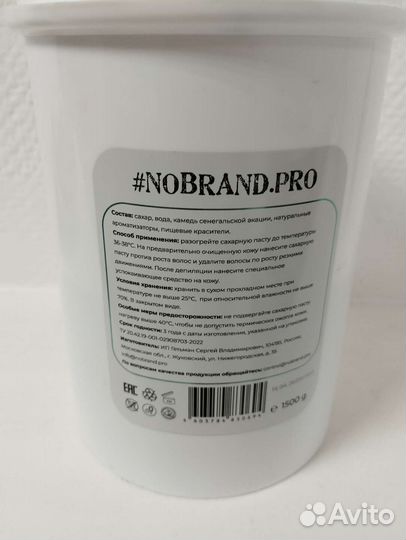 #NOBRAND.PRO
Состав: сахар, вода, камедь сенегальской акации, натуральные
ароматизаторы, пищевые красители.
Способ применения: разогрейте сахарную пасту до температуры
36-38°С. На предварительно очищенную кожу нанесите сахарную
пасту против роста волос и удалите волосы по росту резкими
движениями. После депиляции нанесите специальное
успокаивающее средство на кожу.
Условия хранения: хранить в сухом прохладном месте при
температуре не выше 25°С, при относительной влажности не выше
70%. В закрытом виде.
Особые меры предосторожности: не подвергайте сахарную пасту
нагреву выше 40°С, чтобы не допустить термических ожогов кожи.
Срок годности: 3 года с даты изготовления, указанной на упаковке.
ТУ 20.42.19-001-02908703-2022
Изготовитель: ИП Гельман Сергей Владимирович, Россия,
Московская обл., г. Жуковский, ул. Нижегородская, д.
info@nobrand.pro
По вопросам качества продукции обращайтесь:
EAC
℮ 1500 g
Avito